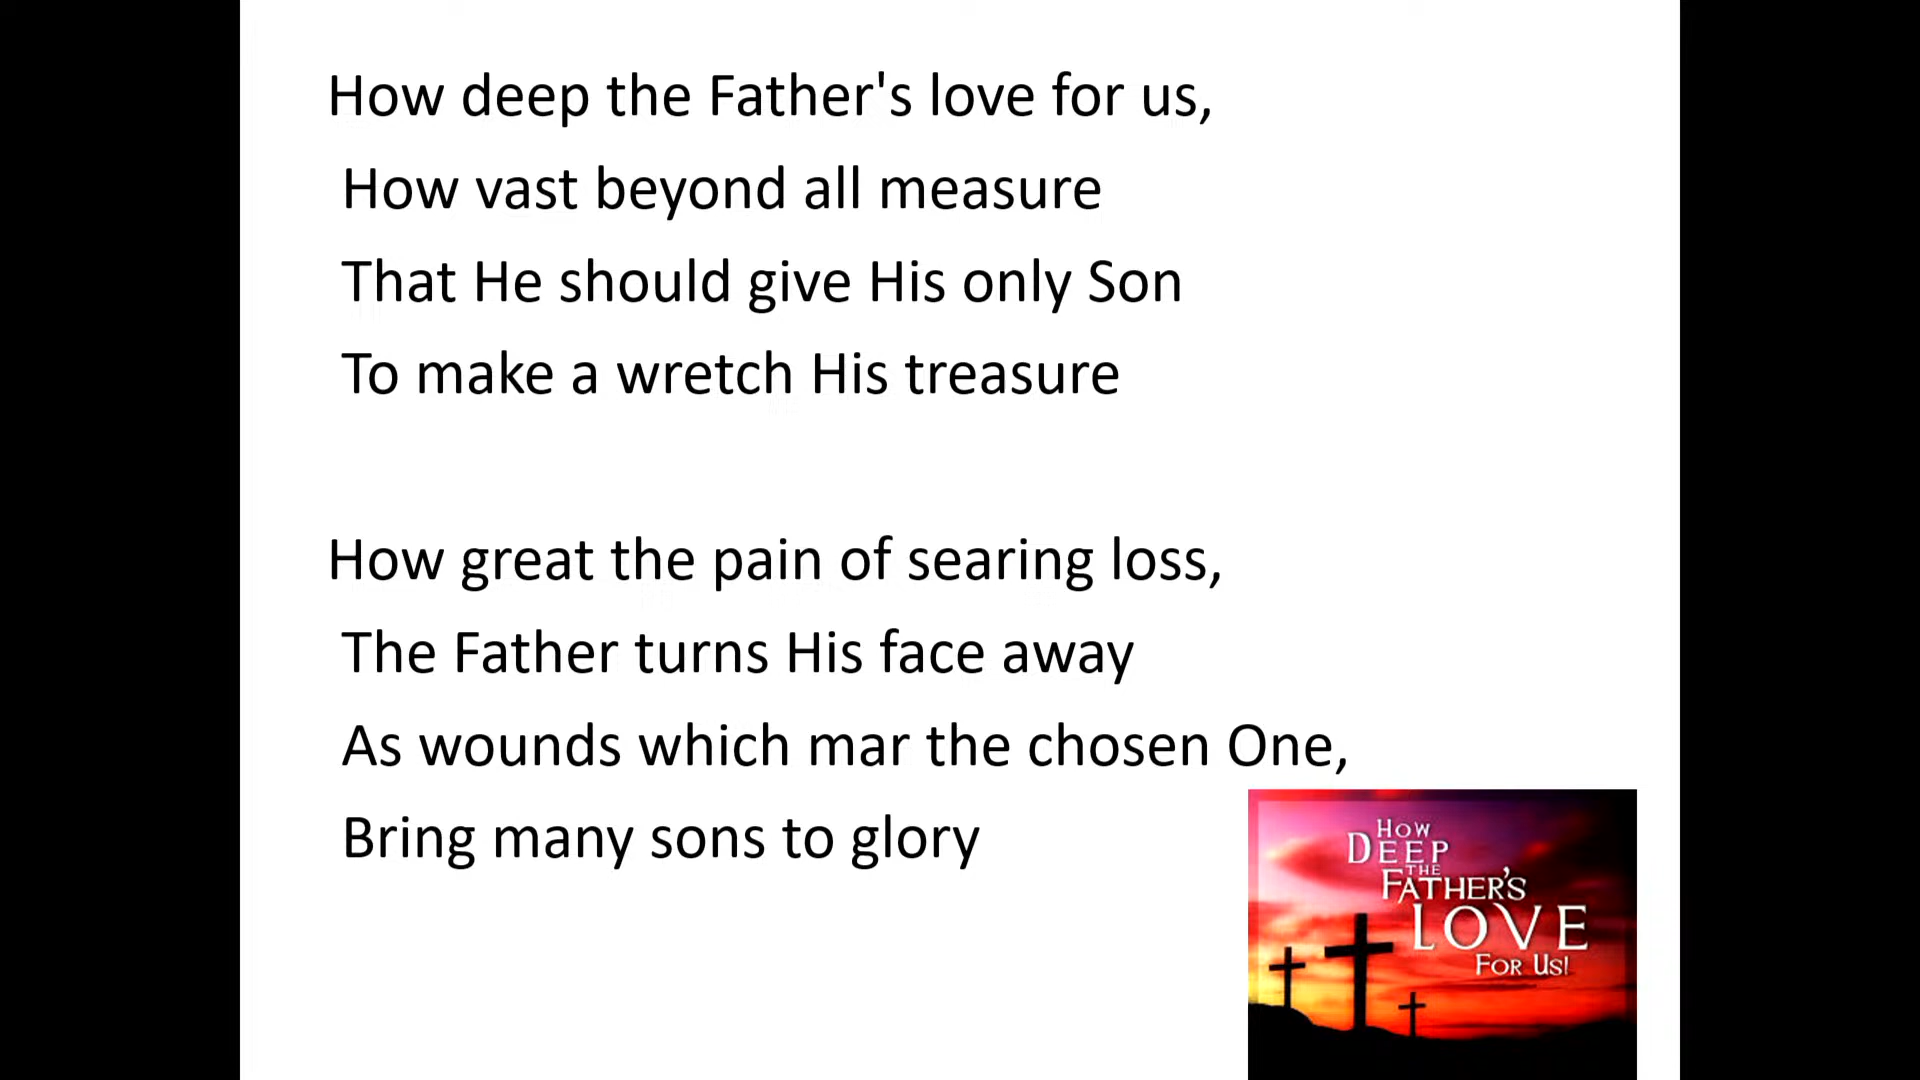 How deep the Father's love for us,
How vast beyond all measure
That He should give His only Son
To make a wretch His treasure
How great the pain of searing loss,
The Father turns His face away
As wounds which mar the chosen One,
Bring many sons to glory
HOW
DEEP
THE
FATHER'S
LOVE
FOR US!